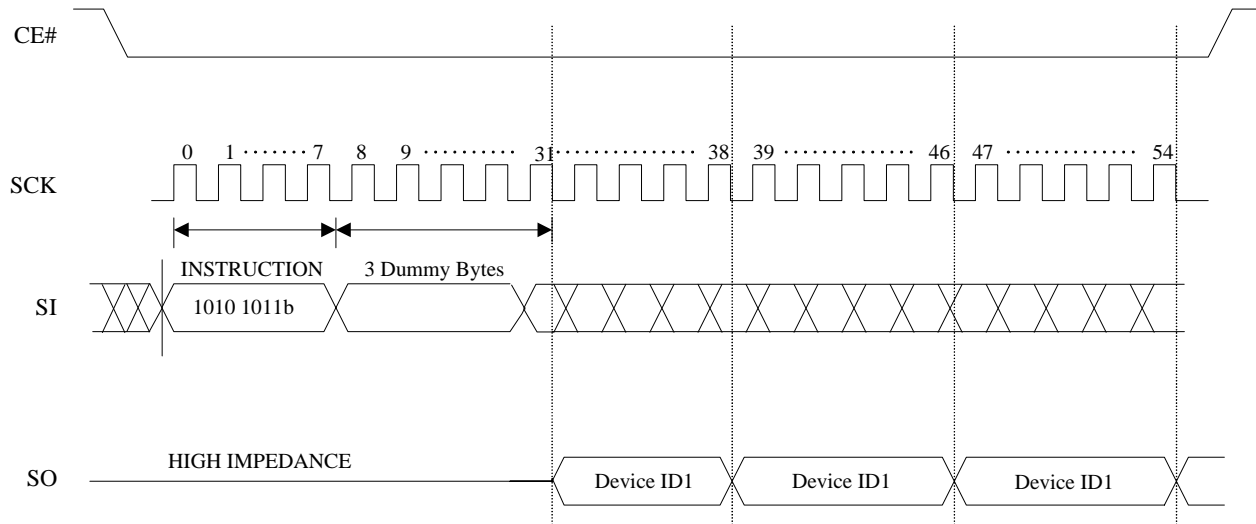 CE#
0 1 ······· 7 8 9 ·········· 31 ················ 38 39 ·············· 46 47 ·············· 54
SCK
INSTRUCTION 3 Dummy Bytes
SI 1010 1011b
HIGH IMPEDANCE
SO Device ID1 Device ID1 Device ID1